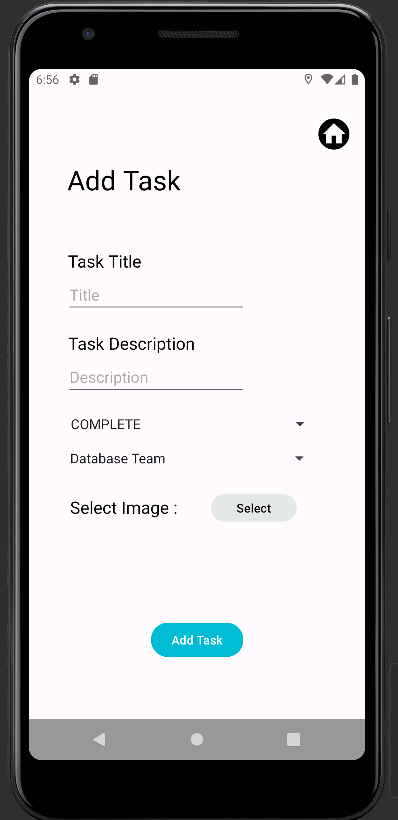 6:56
Add Task
Task Title
Title
Task Description
Description
COMPLETE
Database Team
Select Image : Select
Add Task